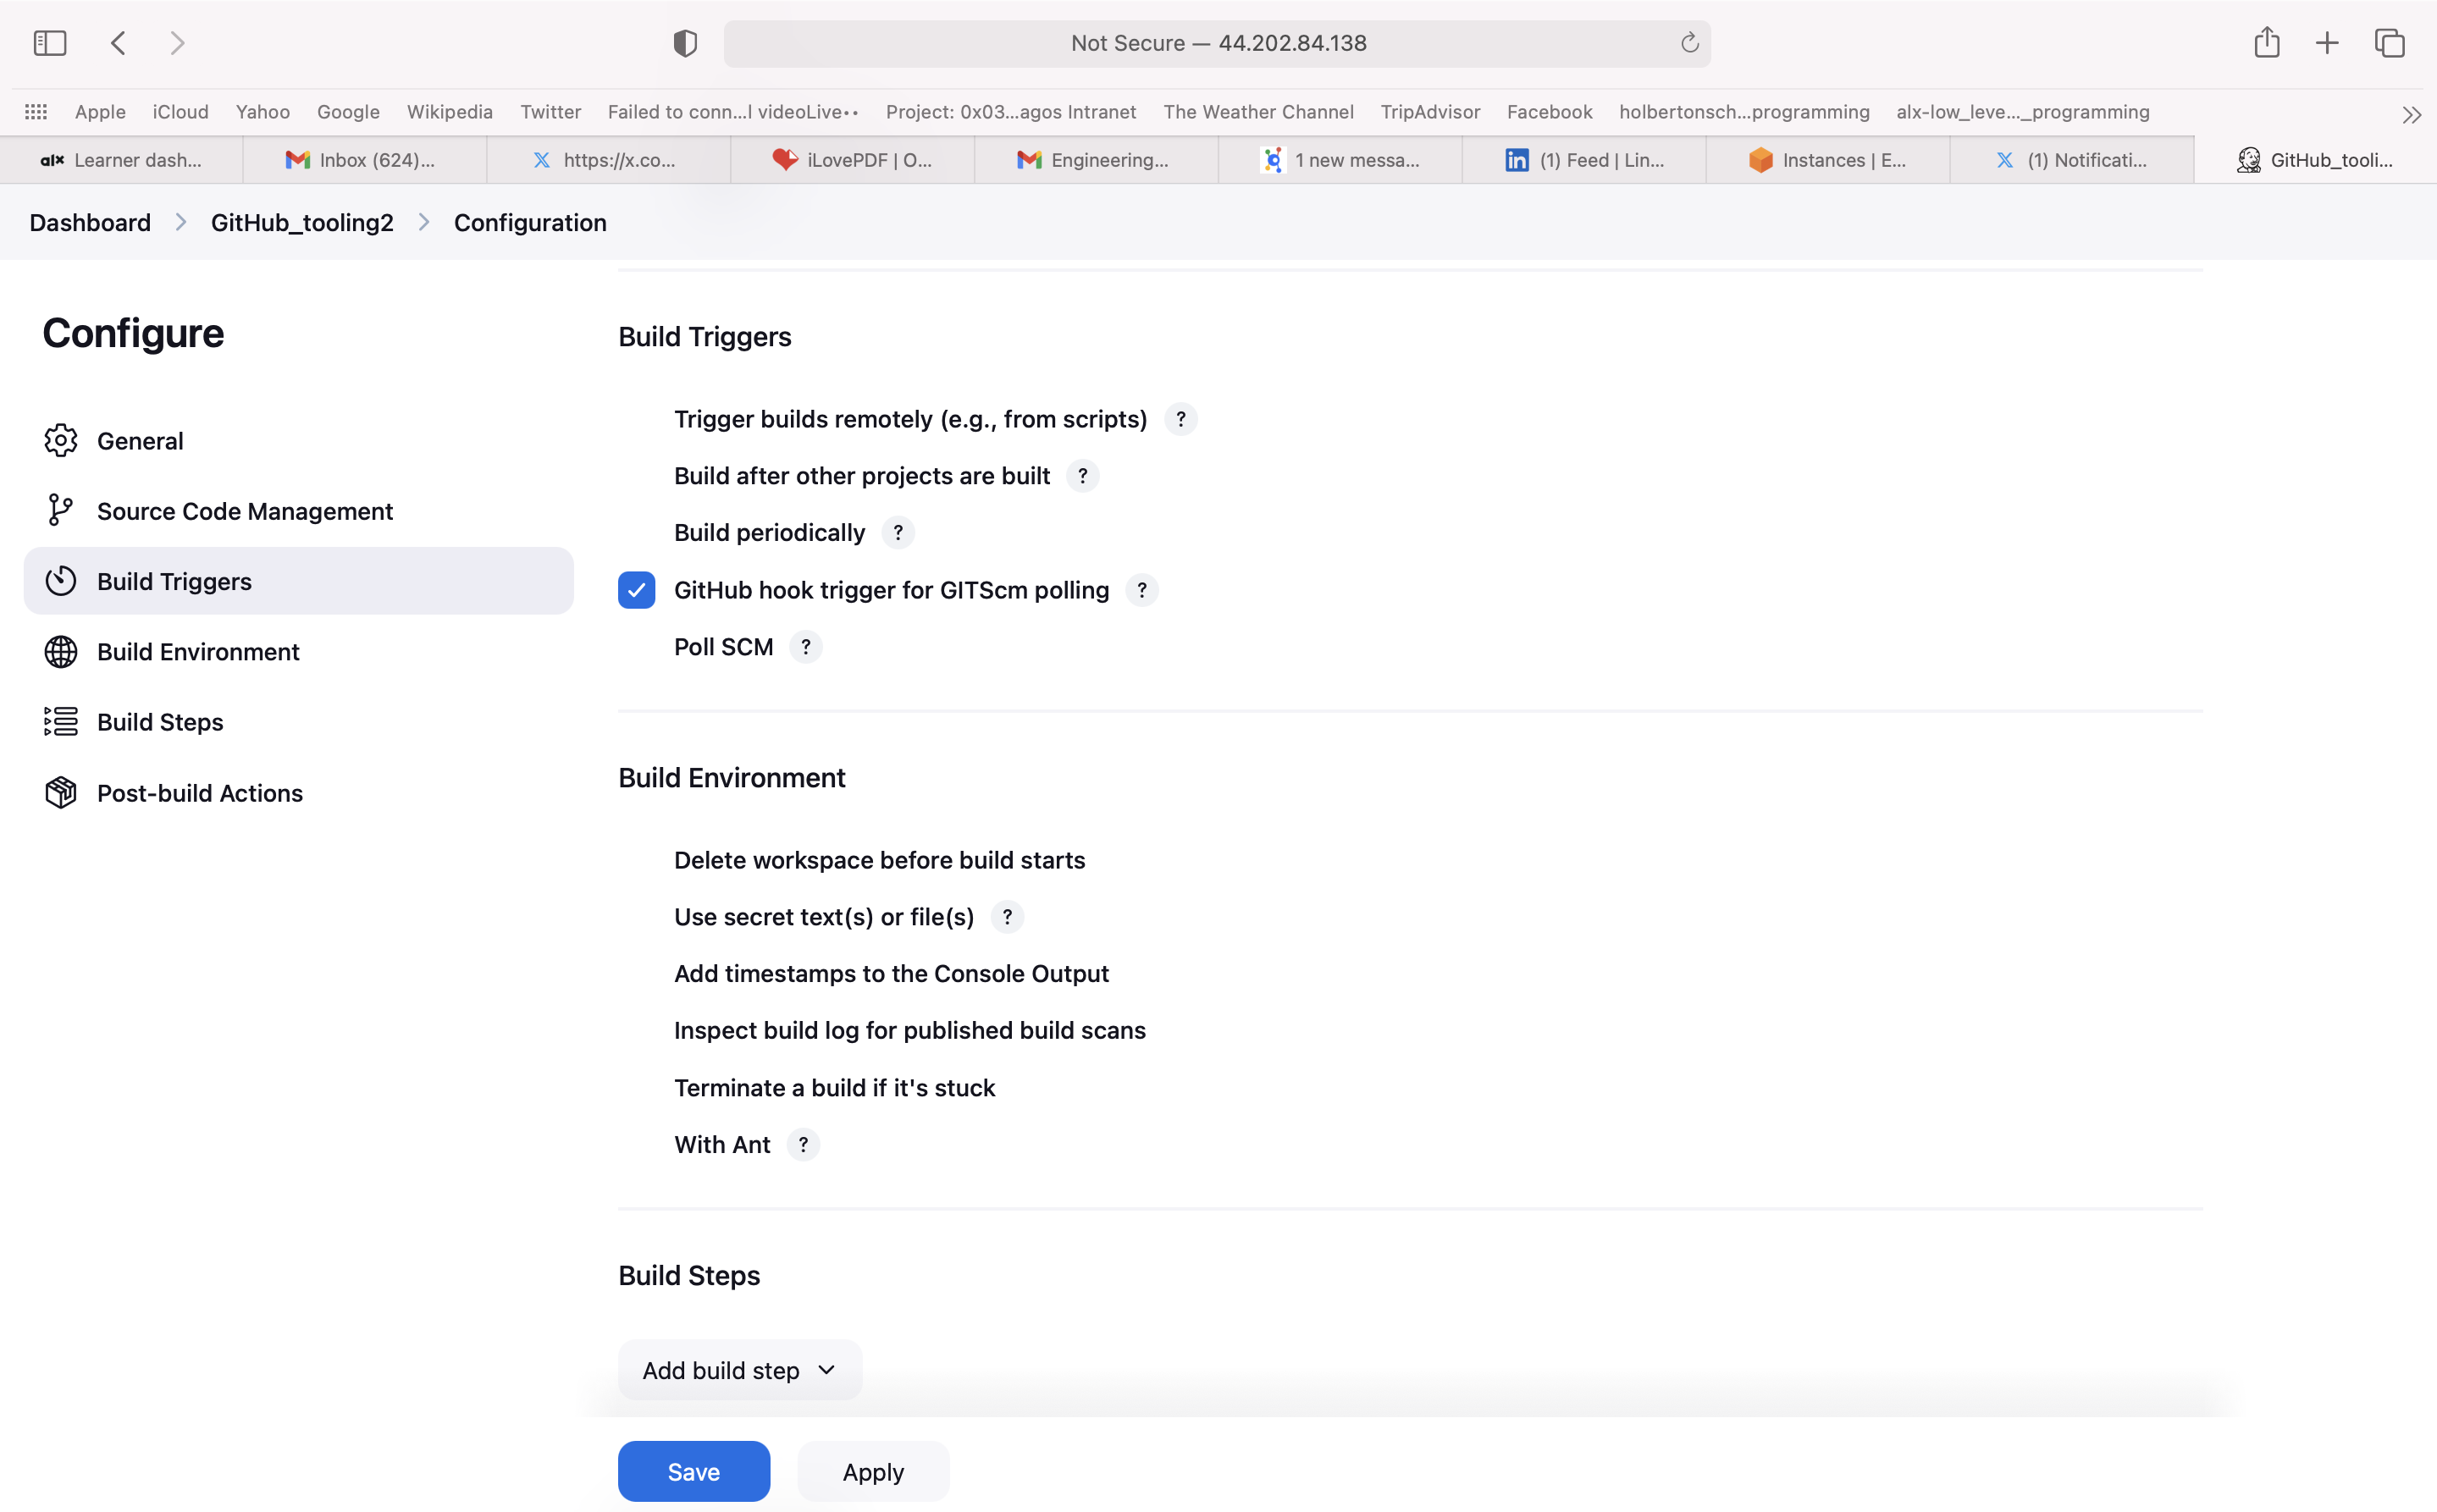 Not Secure — 44.202.84.138
Apple iCloud Yahoo Google Wikipedia Twitter Failed to conn...l videoLive•• Project: 0x03...agos Intranet The Weather Channel TripAdvisor Facebook holbertonsch...programming alx-low_leve..._programming
alx Learner dash... Inbox (624)... https://x.co... iLovePDF | O... Engineering... 1 new messa... in (1) Feed | Lin... Instances | E... (1) Notificati... GitHub_tooli...
Dashboard > GitHub_tooling2 > Configuration
Configure
General
Source Code Management
Build Triggers
Build Environment
Build Steps
Post-build Actions
Build Triggers
Trigger builds remotely (e.g., from scripts) ?
Build after other projects are built ?
Build periodically ?
GitHub hook trigger for GITScm polling ?
Poll SCM ?
Build Environment
Delete workspace before build starts
Use secret text(s) or file(s) ?
Add timestamps to the Console Output
Inspect build log for published build scans
Terminate a build if it's stuck
With Ant ?
Build Steps
Add build step
Save Apply